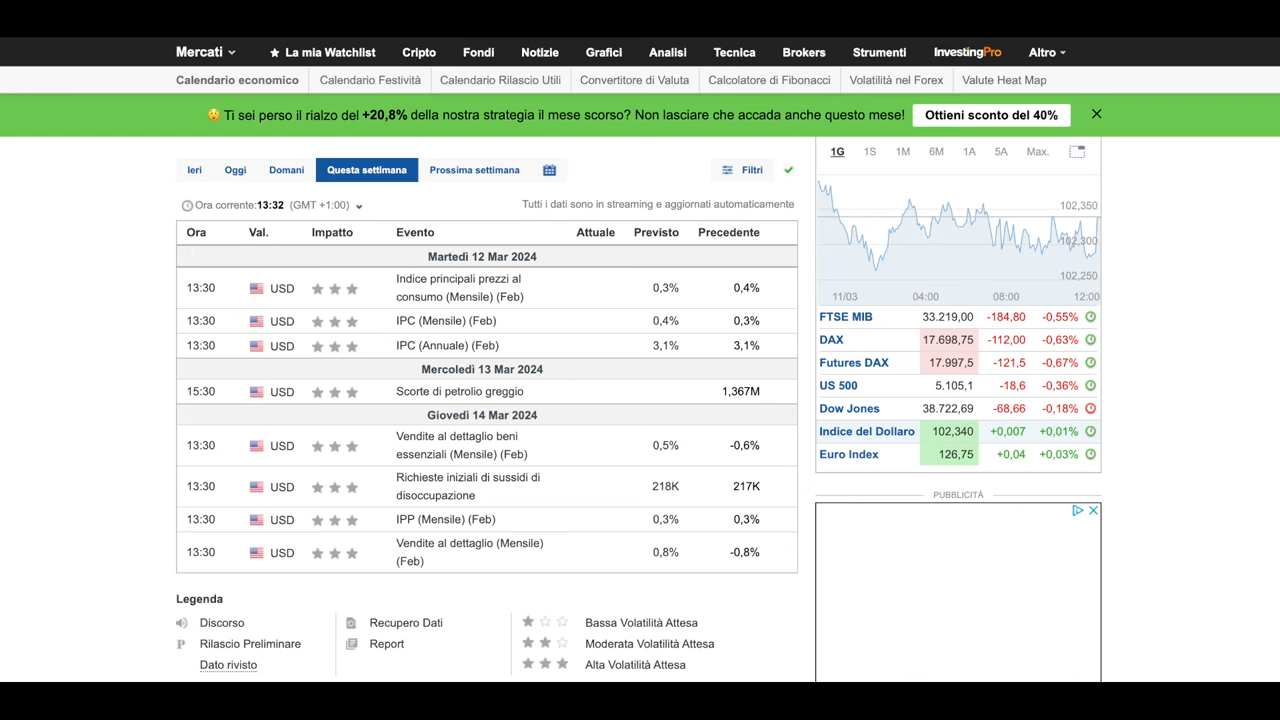 Mercati La mia Watchlist Cripto Fondi Notizie Grafici Analisi Tecnica Brokers Strumenti InvestingPro Altro
Calendario economico Calendario Festività Calendario Rilascio Utili Convertitore di Valuta Calcolatore di Fibonacci Volatilità nel Forex Valute Heat Map
Ti sei perso il rialzo del +20,8% della nostra strategia il mese scorso? Non lasciare che accada anche questo mese! Ottieni sconto del 40%
Ieri Oggi Domani Questa settimana Prossima settimana Filtri
Ora corrente:13:32 (GMT +1:00) Tutti i dati sono in streaming e aggiornati automaticamente
Ora Val. Impatto Evento Attuale Previsto Precedente
Martedì 12 Mar 2024
13:30 USD Indice principali prezzi al
consumo (Mensile) (Feb) 0,3% 0,4%
13:30 USD IPC (Mensile) (Feb) 0,4% 0,3%
13:30 USD IPC (Annuale) (Feb) 3,1% 3,1%
Mercoledì 13 Mar 2024
15:30 USD Scorte di petrolio greggio 1,367M
Giovedì 14 Mar 2024
13:30 USD Vendite al dettaglio beni
essenziali (Mensile) (Feb) 0,5% -0,6%
13:30 USD Richieste iniziali di sussidi di
disoccupazione 218K 217K
13:30 USD IPP (Mensile) (Feb) 0,3% 0,3%
13:30 USD Vendite al dettaglio (Mensile)
(Feb) 0,8% -0,8%
Legenda
Discorso Recupero Dati Bassa Volatilità Attesa
P Rilascio Preliminare Report Moderata Volatilità Attesa
Dato rivisto Alta Volatilità Attesa
1G 1S 1M 6M 1A 5A Max.
102,350
102,300
102,250
11/03 04:00 08:00 12:00
FTSE MIB 33.219,00 -184,80 -0,55%
DAX 17.698,75 -112,00 -0,63%
Futures DAX 17.997,5 -121,5 -0,67%
US 500 5.105,1 -18,6 -0,36%
Dow Jones 38.722,69 -68,66 -0,18%
Indice del Dollaro 102,340 +0,007 +0,01%
Euro Index 126,75 +0,04 +0,03%
PUBBLICITÀ